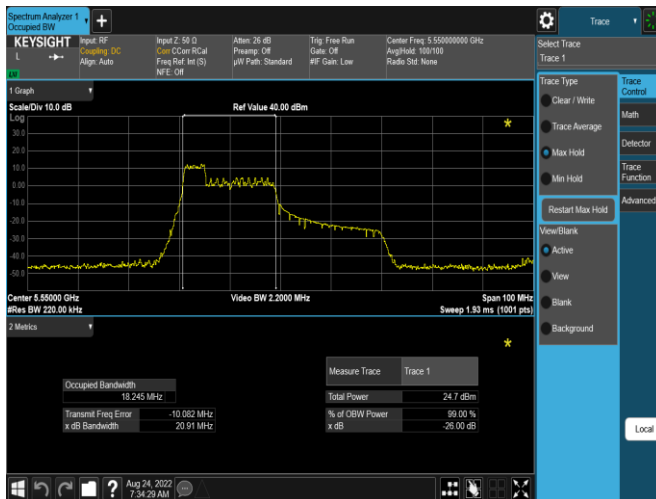 Spectrum Analyzer 1
Occupied BW
Trace
KEYSIGHT
L
Input: RF
Coupling: DC
Align: Auto
Input Z: 50 Ω
Corr CCorr RCal
Freq Ref: Int (S)
NFE: Off
Atten: 26 dB
Preamp: Off
µW Path: Standard
Trig: Free Run
Gate: Off
#IF Gain: Low
Center Freq: 5.550000000 GHz
Avg|Hold: 100/100
Radio Std: None
Select Trace
Trace 1
1 Graph
Scale/Div 10.0 dB
Ref Value 40.00 dBm
Log
30.0
20.0
10.0
0.00
-10.0
-20.0
-30.0
-40.0
-50.0
Center 5.55000 GHz
#Res BW 220.00 kHz
Video BW 2.2000 MHz
Span 100 MHz
Sweep 1.93 ms (1001 pts)
Trace Type
Clear / Write
Trace Average
Max Hold
Min Hold
Restart Max Hold
View/Blank
Active
View
Blank
Background
Trace
Control
Math
Detector
Trace
Function
Advanced
2 Metrics
Occupied Bandwidth
18.245 MHz
Transmit Freq Error -10.082 MHz
x dB Bandwidth 20.91 MHz
Measure Trace Trace 1
Total Power 24.7 dBm
% of OBW Power 99.00 %
x dB -26.00 dB
Local
?
Aug 24, 2022
7:34:29 AM